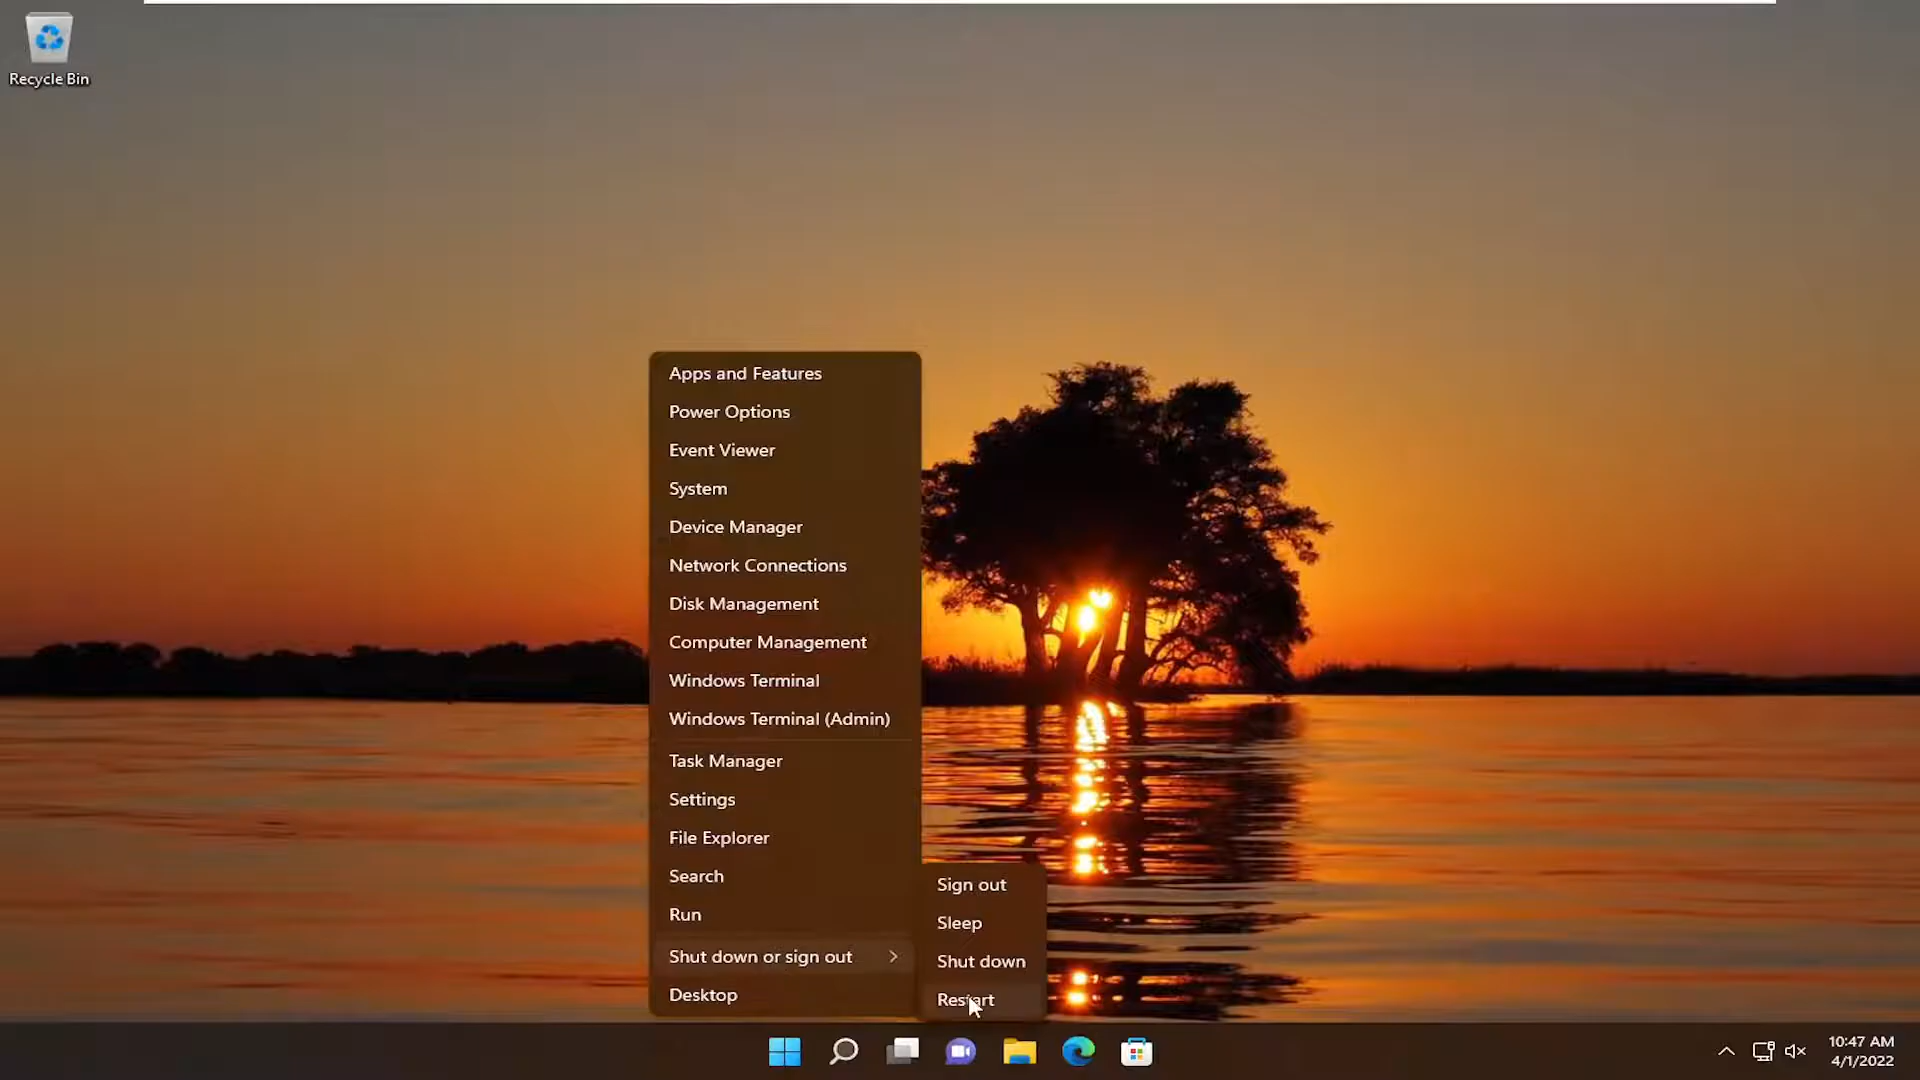 Recycle Bin
Apps and Features
Power Options
Event Viewer
System
Device Manager
Network Connections
Disk Management
Computer Management
Windows Terminal
Windows Terminal (Admin)
Task Manager
Settings
File Explorer
Search
Run
Shut down or sign out
Desktop
Sign out
Sleep
Shut down
Restart
10:47 AM
4/1/2022